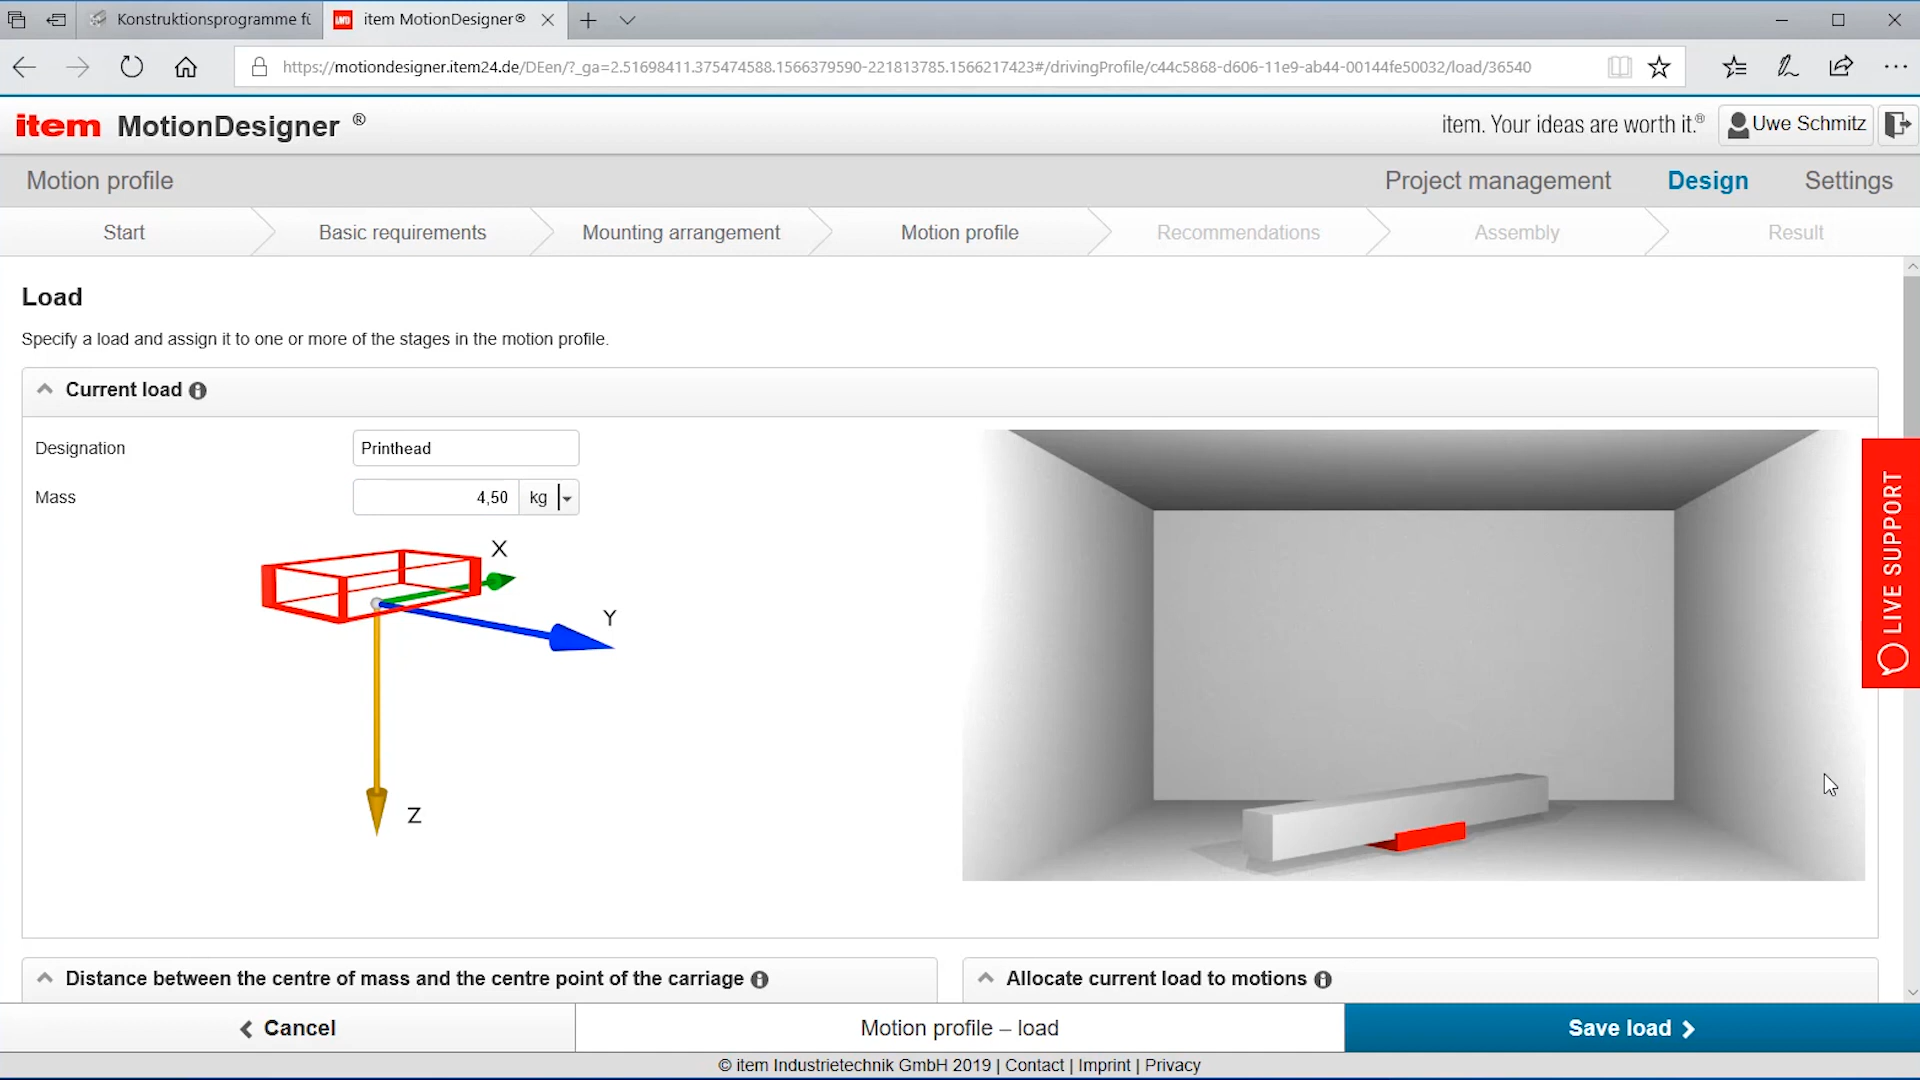 Konstruktionsprogramme fü
item MotionDesigner®
https://motiondesigner.item24.de/DEen/?_ga=2.51698411.375474588.1566379590-221813785.1566217423#/drivingProfile/c44c5868-d606-11e9-ab44-00144fe50032/load/36540
item MotionDesigner ®
item. Your ideas are worth it.®
Uwe Schmitz
Motion profile
Project management
Design
Settings
Start
Basic requirements
Mounting arrangement
Motion profile
Recommendations
Assembly
Result
Load
Specify a load and assign it to one or more of the stages in the motion profile.
Current load
Designation
Printhead
Mass
4,50
kg
X
Y
Z
LIVE SUPPORT
Distance between the centre of mass and the centre point of the carriage
Allocate current load to motions
Cancel
Motion profile – load
Save load
© item Industrietechnik GmbH 2019 | Contact | Imprint | Privacy